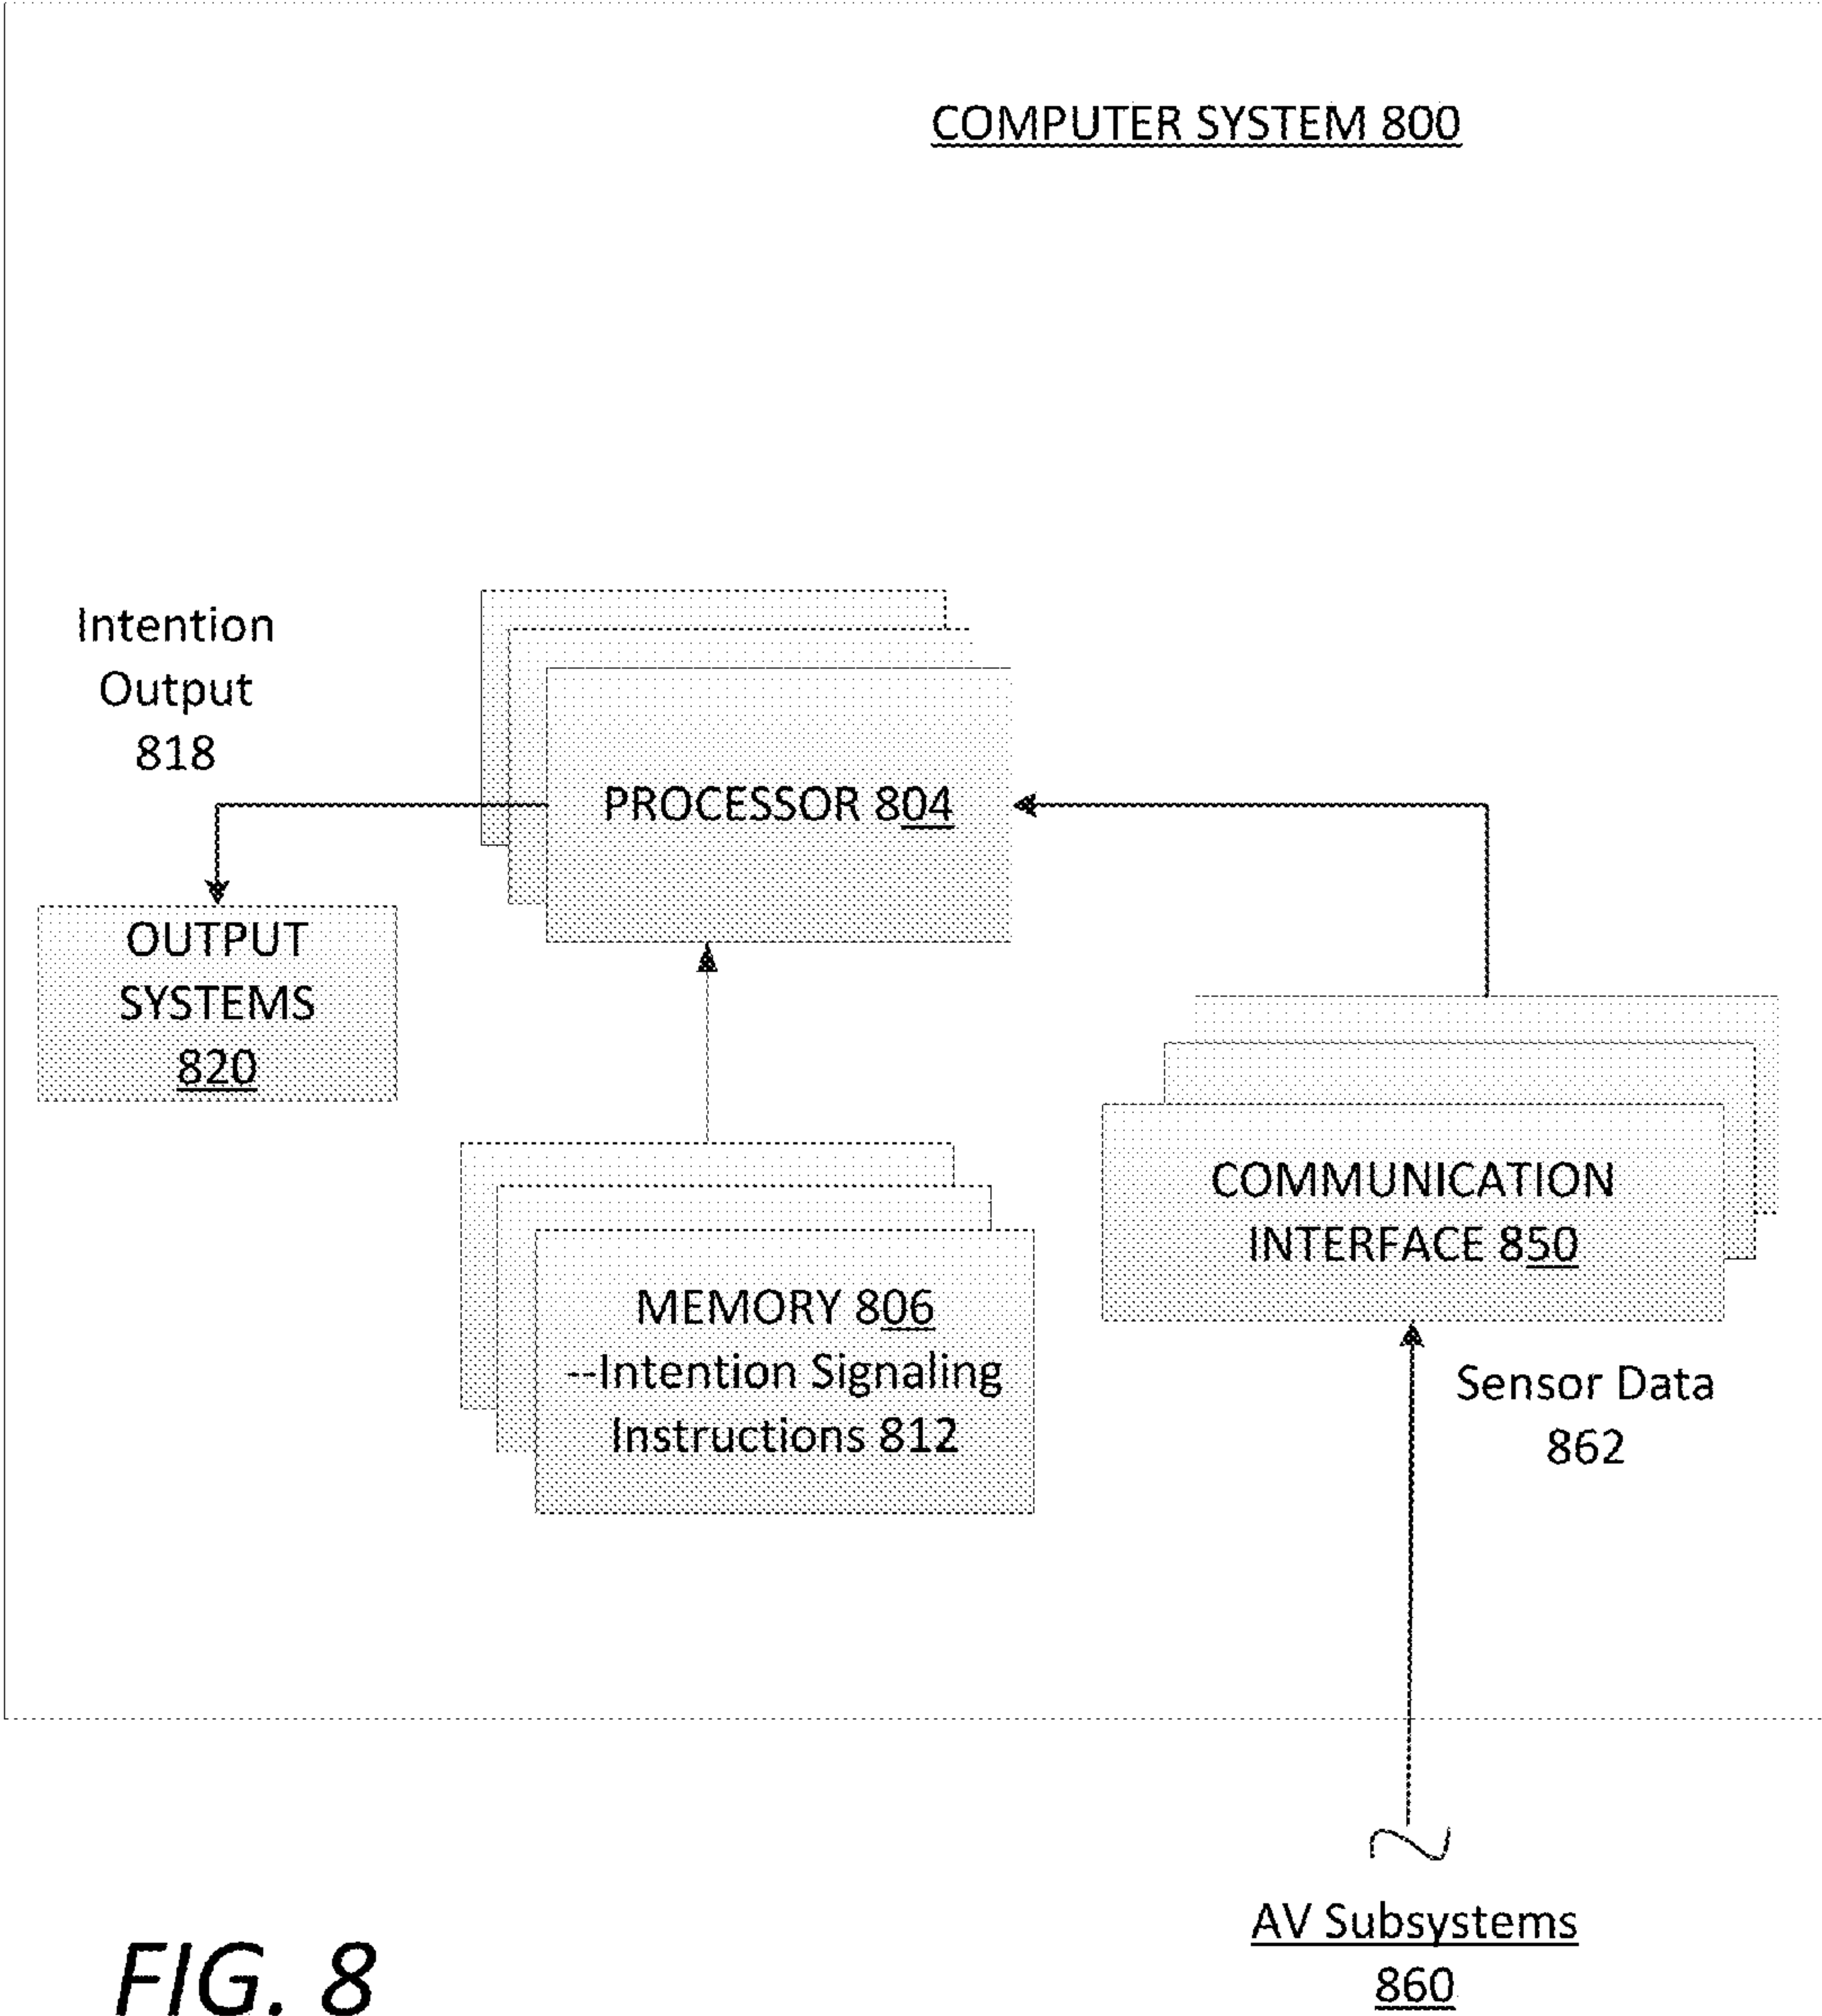 COMPUTER SYSTEM 800
Intention
Output
818
PROCESSOR 804
OUTPUT
SYSTEMS
820
COMMUNICATION
INTERFACE 850
MEMORY 806
--Intention Signaling
Instructions 812
Sensor Data
862
AV Subsystems
860
FIG. 8